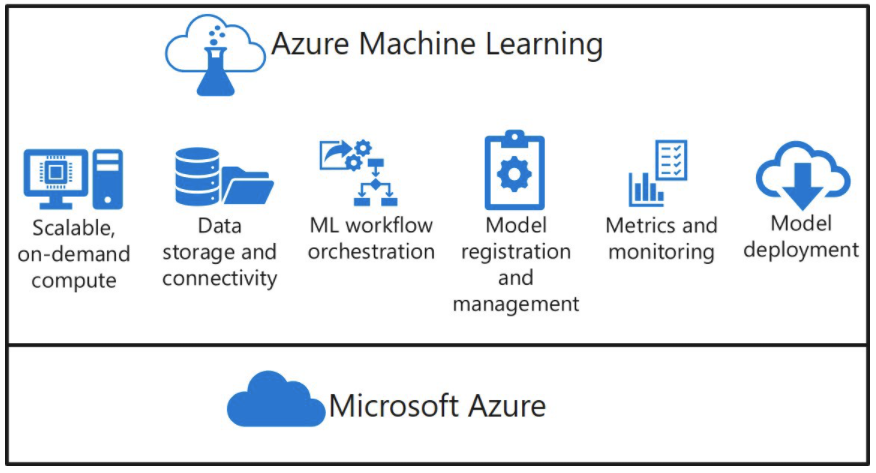 Azure Machine Learning
Scalable,
on-demand
compute
Data
storage and
connectivity
ML workflow
orchestration
Model
registration
and
management
Metrics and
monitoring
Model
deployment
Microsoft Azure